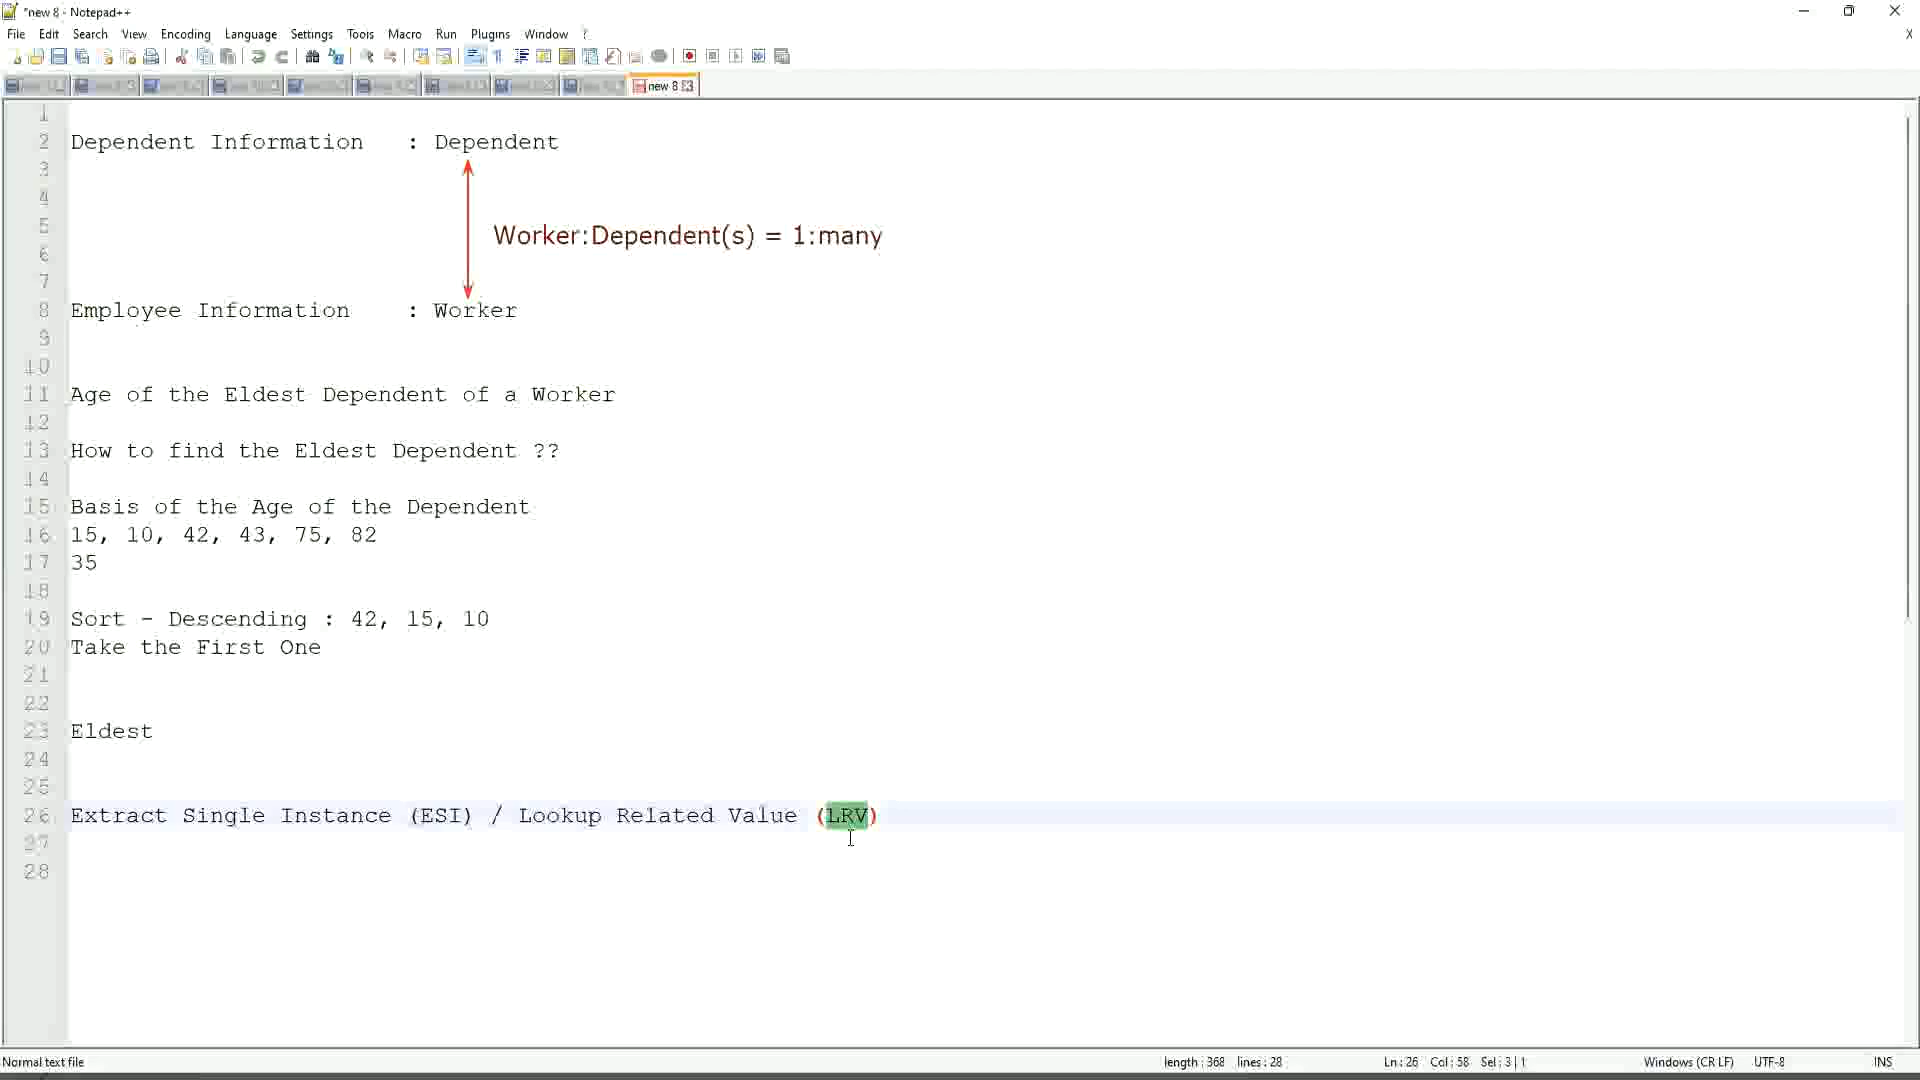 *new 8 - Notepad++
File Edit Search View Encoding Language Settings Tools Macro Run Plugins Window ?
X
new 8
1
2 Dependent Information : Dependent
3
4
5 Worker:Dependent(s) = 1:many
6
7
8 Employee Information : Worker
9
10
11 Age of the Eldest Dependent of a Worker
12
13 How to find the Eldest Dependent ??
14
15 Basis of the Age of the Dependent
16 15, 10, 42, 43, 75, 82
17 35
18
19 Sort - Descending : 42, 15, 10
20 Take the First One
21
22
23 Eldest
24
25
26 Extract Single Instance (ESI) / Lookup Related Value (LRV)
27
28
Normal text file length : 368 lines : 28 Ln : 26 Col : 58 Sel : 3 | 1 Windows (CR LF) UTF-8 INS